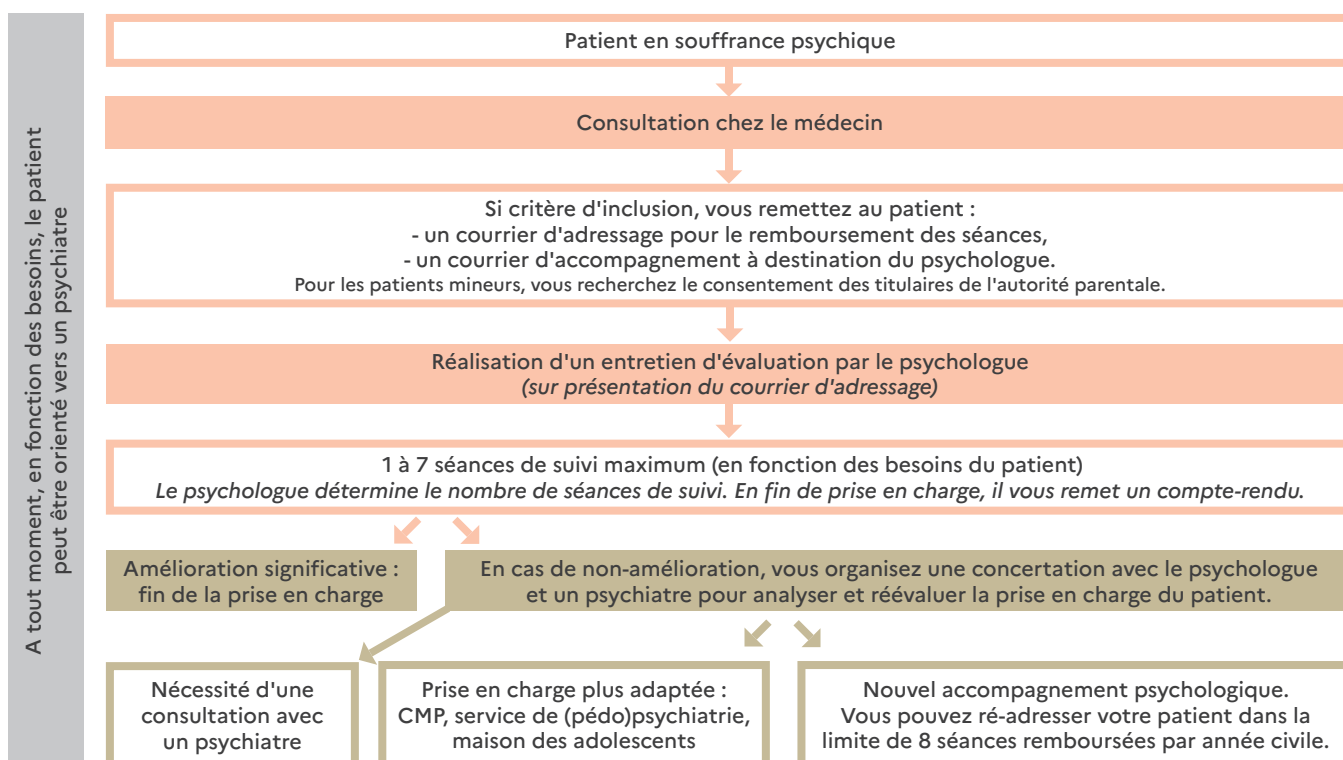 A tout moment, en fonction des besoins, le patient
peut être orienté vers un psychiatre
Patient en souffrance psychique
Consultation chez le médecin
Si critère d'inclusion, vous remettez au patient :
- un courrier d'adressage pour le remboursement des séances,
- un courrier d'accompagnement à destination du psychologue.
Pour les patients mineurs, vous recherchez le consentement des titulaires de l'autorité parentale.
Réalisation d'un entretien d'évaluation par le psychologue
(sur présentation du courrier d'adressage)
1 à 7 séances de suivi maximum (en fonction des besoins du patient)
Le psychologue détermine le nombre de séances de suivi. En fin de prise en charge, il vous remet un compte-rendu.
Amélioration significative :
fin de la prise en charge
En cas de non-amélioration, vous organisez une concertation avec le psychologue
et un psychiatre pour analyser et réévaluer la prise en charge du patient.
Nécessité d'une
consultation avec
un psychiatre
Prise en charge plus adaptée :
CMP, service de (pédo)psychiatrie,
maison des adolescents
Nouvel accompagnement psychologique.
Vous pouvez ré-adresser votre patient dans la
limite de 8 séances remboursées par année civile.